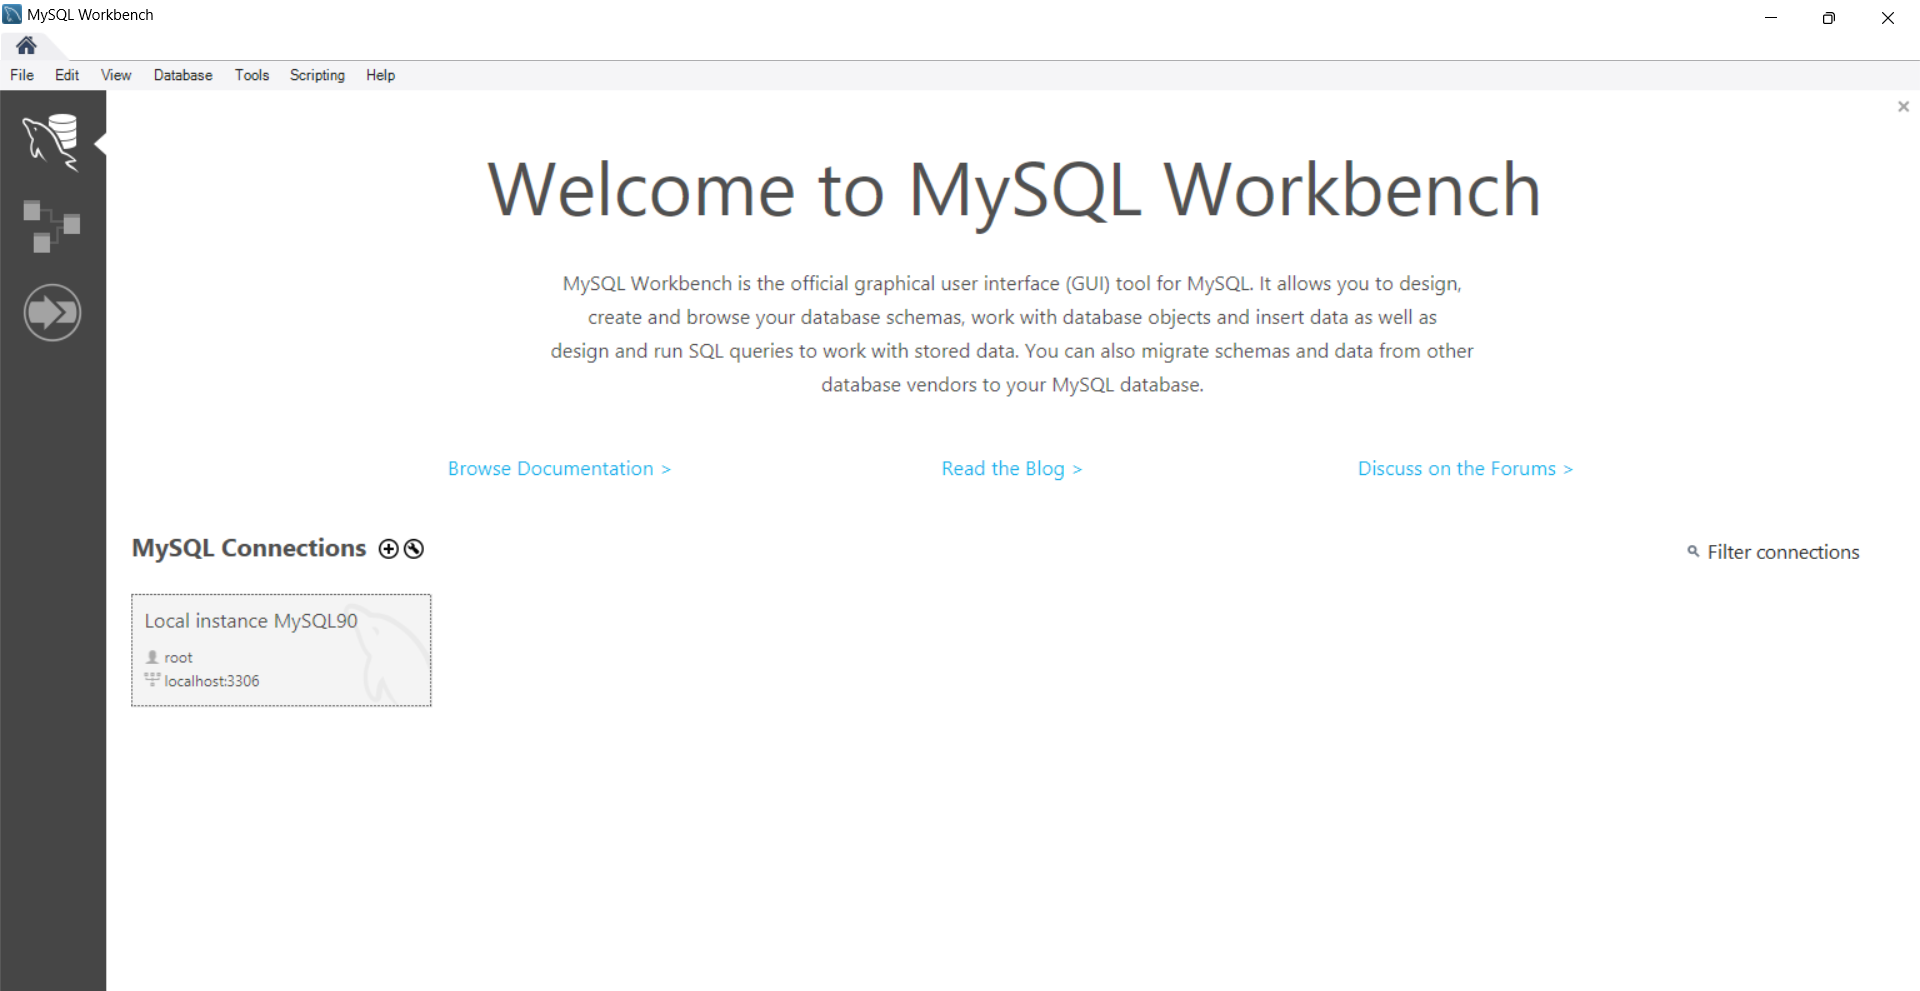 MySQL Workbench
File Edit View Database Tools Scripting Help
Welcome to MySQL Workbench
MySQL Workbench is the official graphical user interface (GUI) tool for MySQL. It allows you to design,
create and browse your database schemas, work with database objects and insert data as well as
design and run SQL queries to work with stored data. You can also migrate schemas and data from other
database vendors to your MySQL database.
Browse Documentation > Read the Blog > Discuss on the Forums >
MySQL Connections Filter connections
Local instance MySQL90
root
localhost:3306